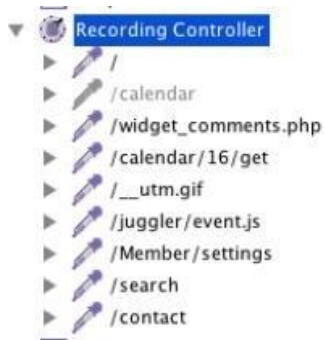 Recording Controller
/
/calendar
/widget_comments.php
/calendar/16/get
/__utm.gif
/juggler/event.js
/Member/settings
/search
/contact